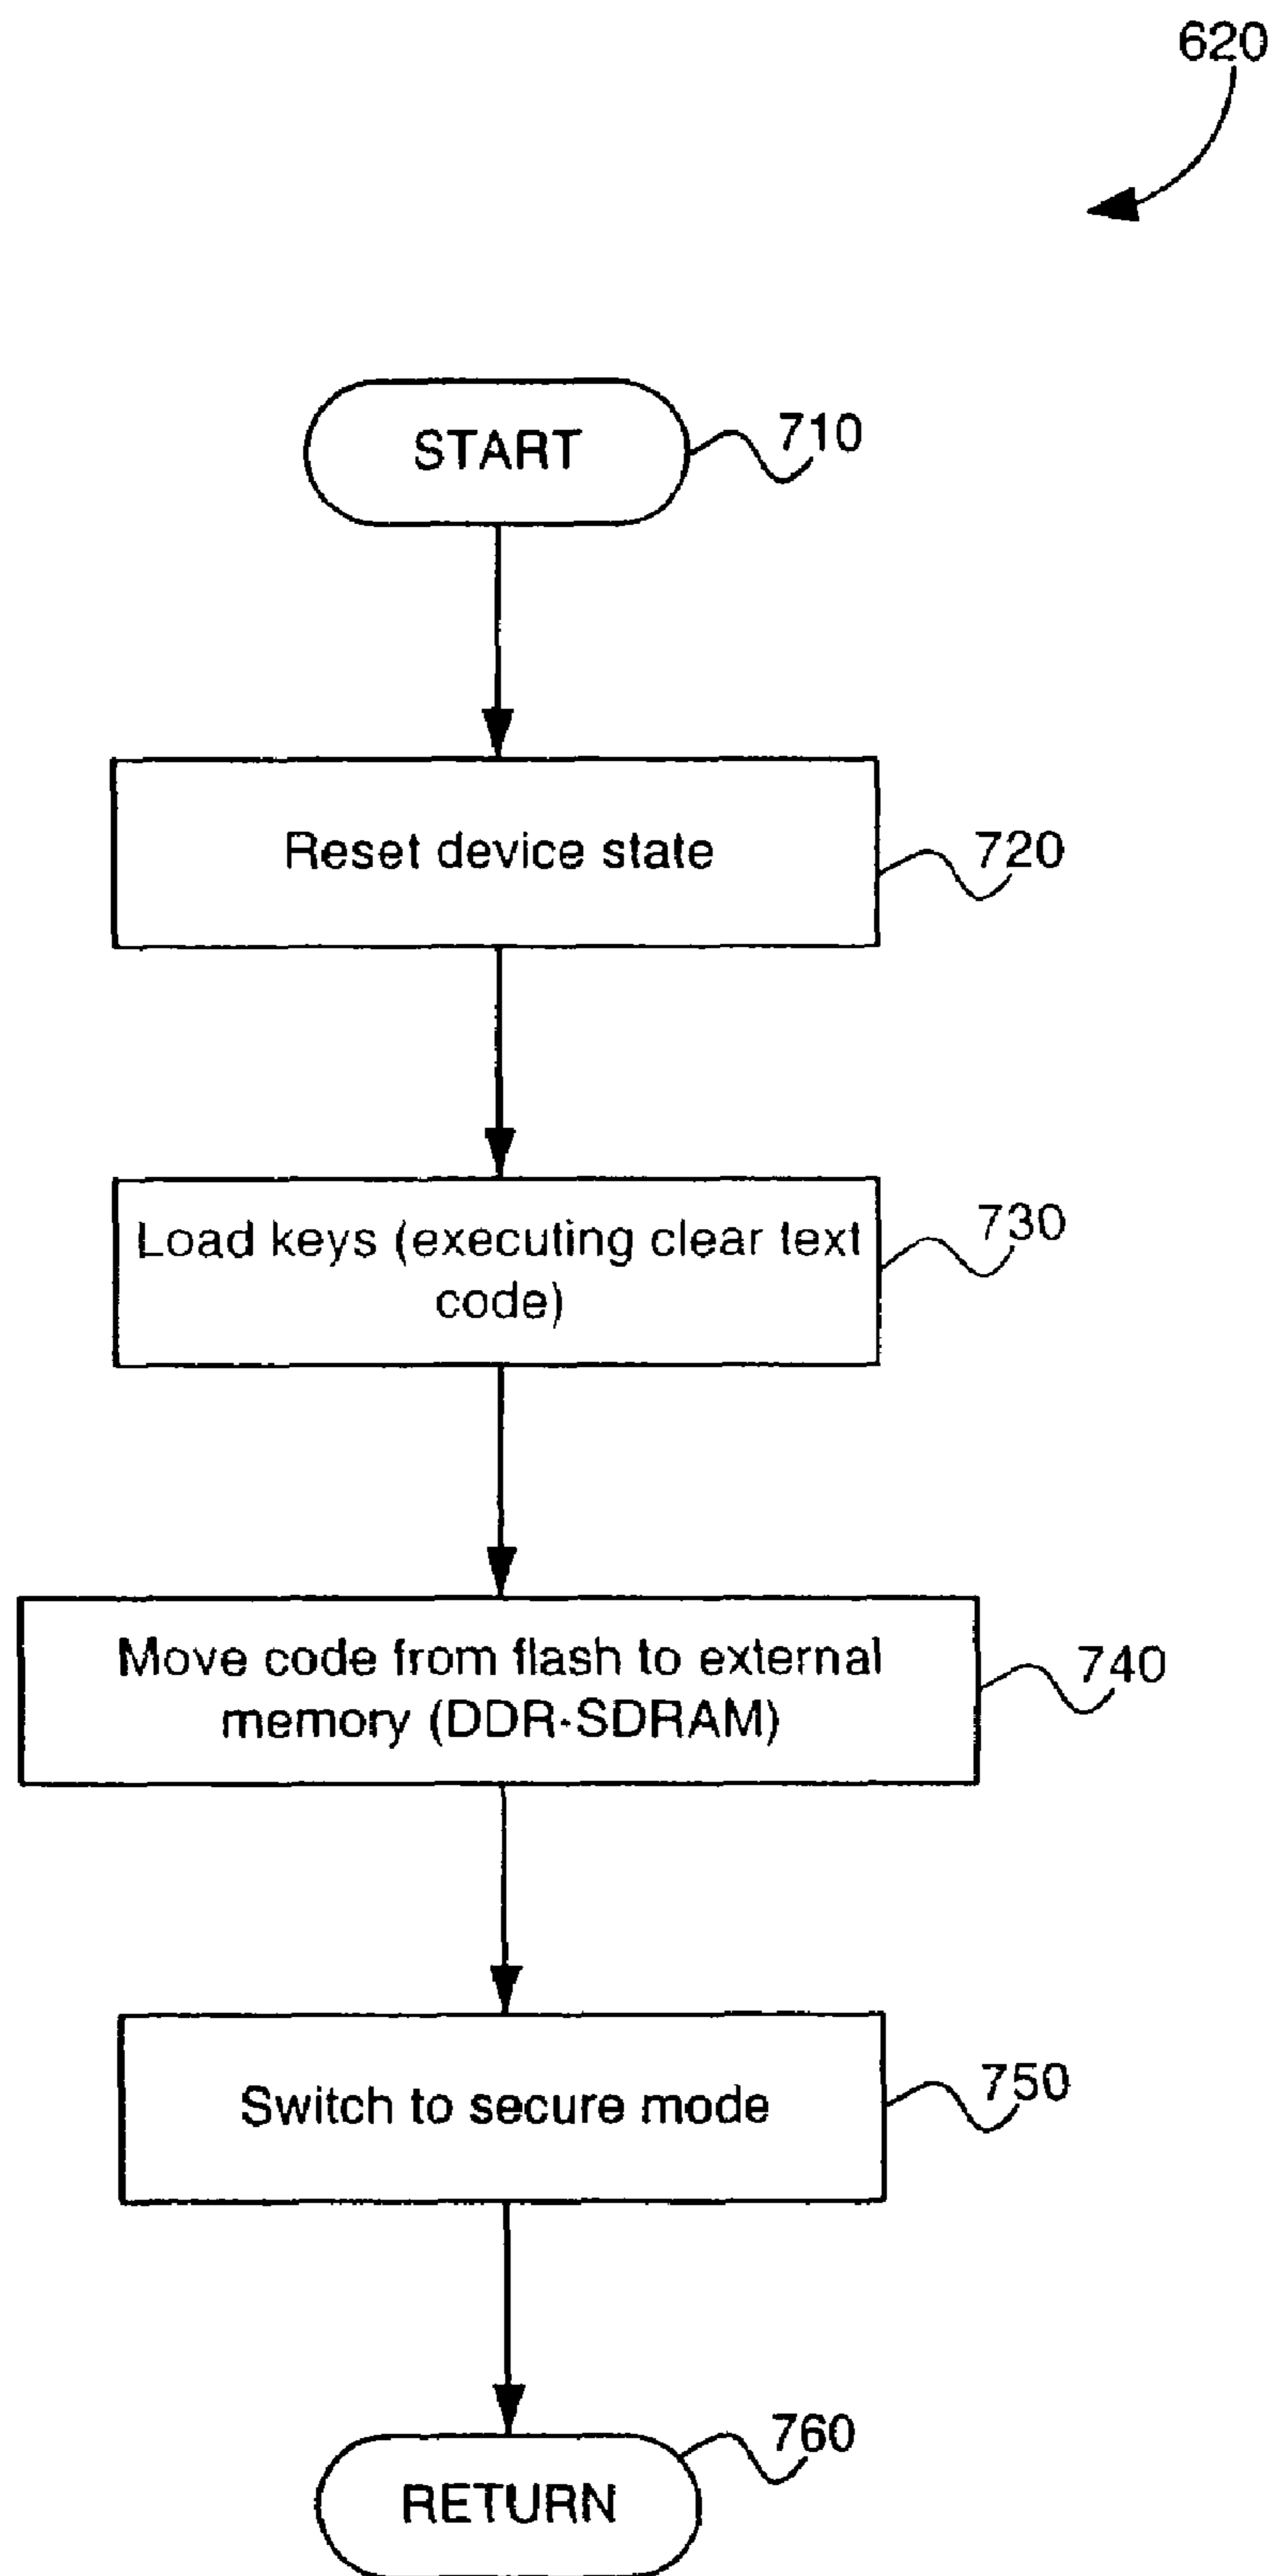 620
START
710
Reset device state
720
Load keys (executing clear text
code)
730
Move code from flash to external
memory (DDR-SDRAM)
740
Switch to secure mode
750
760
RETURN